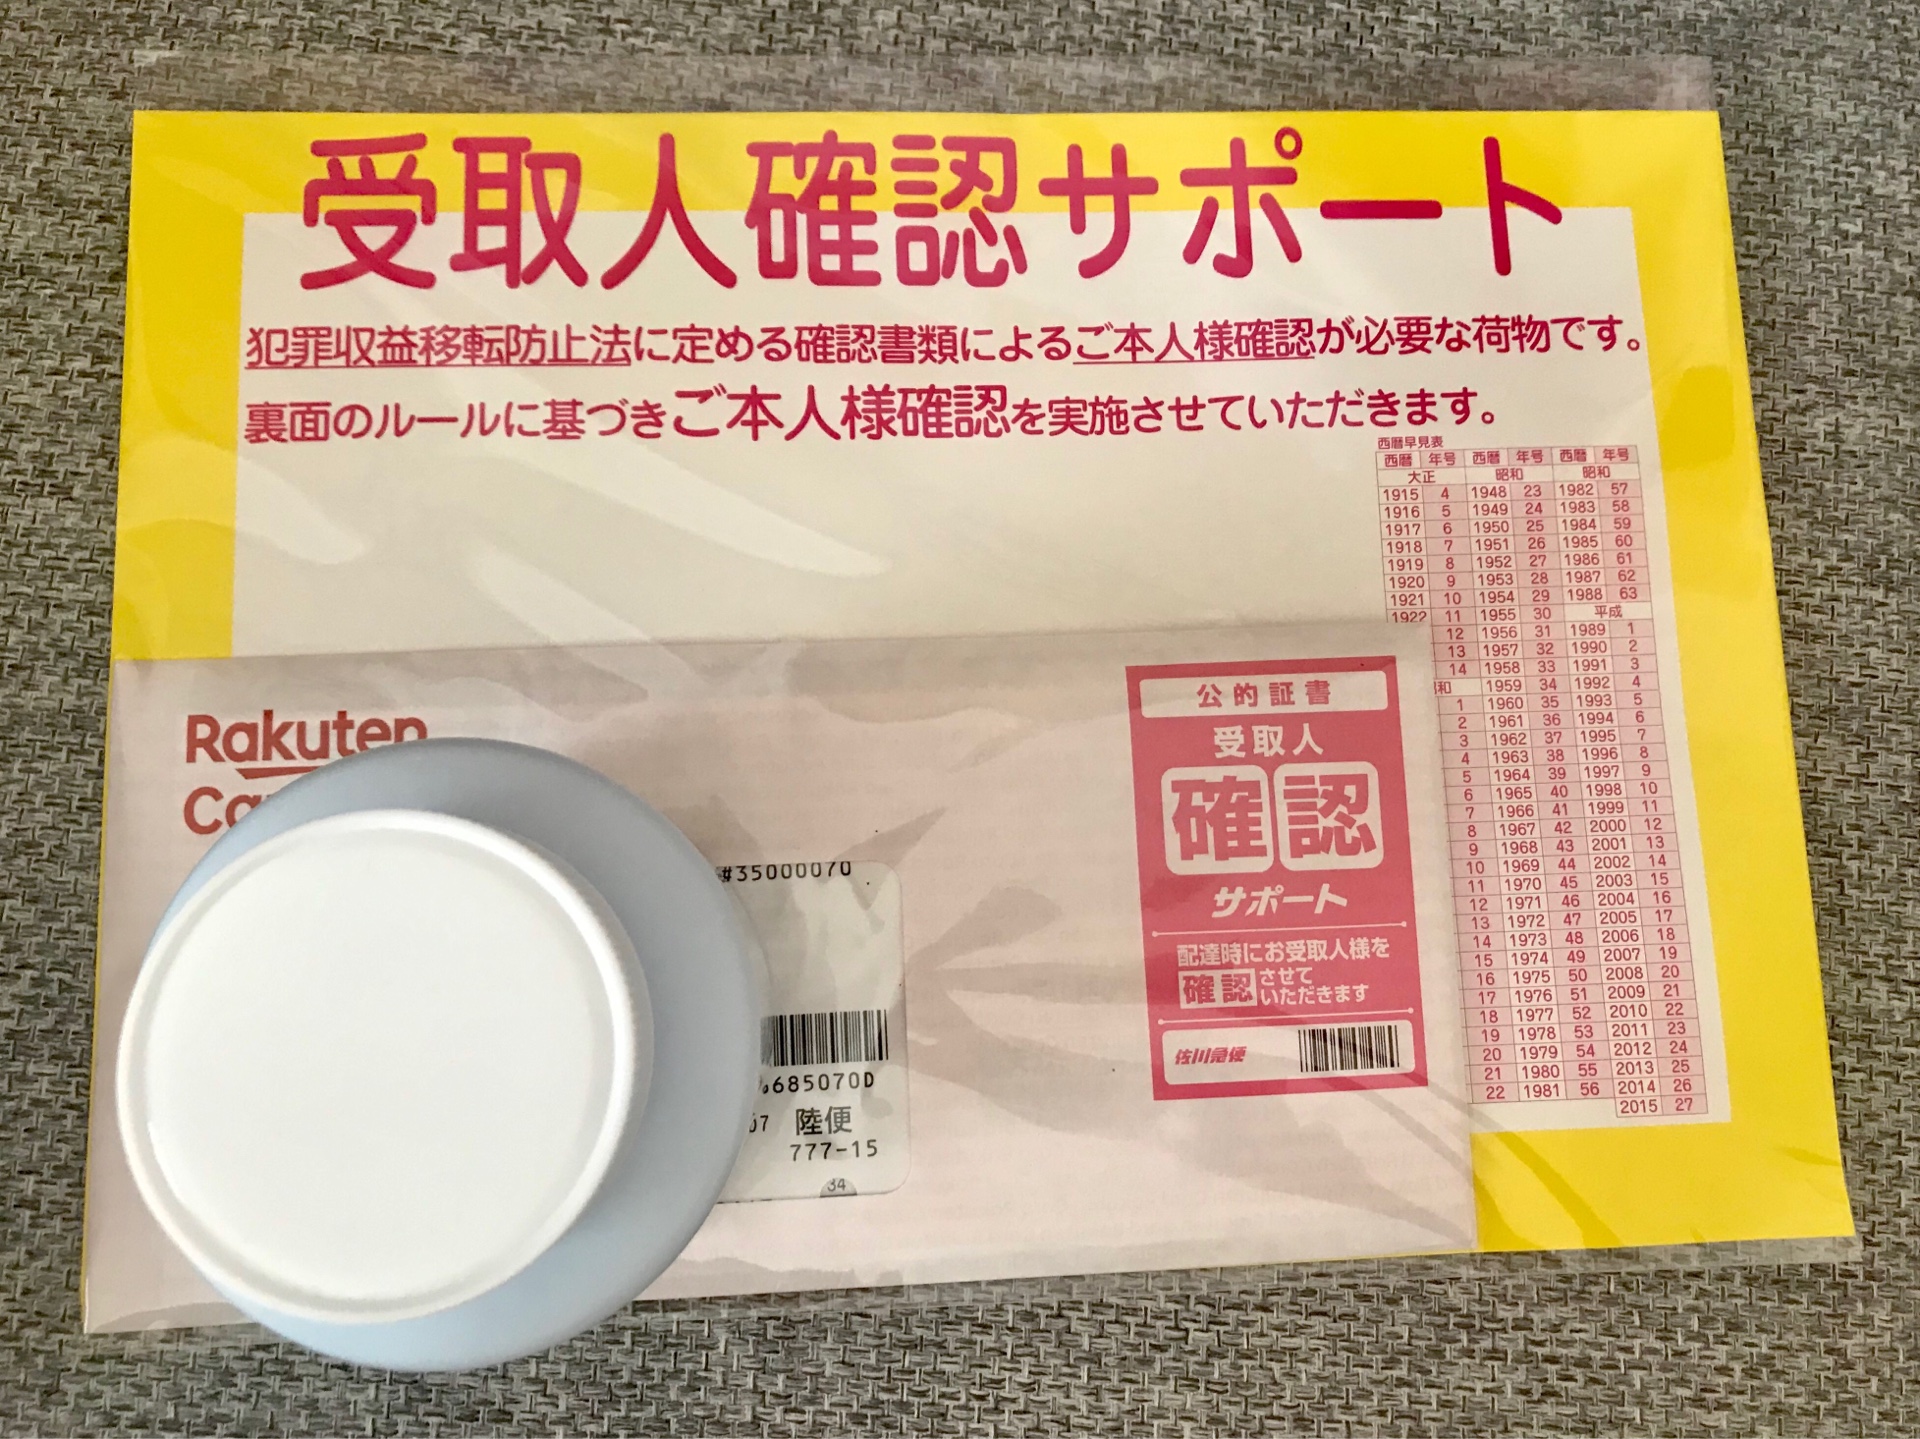 受取人確認サポート
犯罪収益移転防止法に定める確認書類によるご本人様確認が必要な荷物です。
裏面のルールに基づきご本人様確認を実施させていただきます。
西暦早見表
西暦 年号 西暦 年号 西暦 年号
大正 昭和 昭和
1915 4 1948 23 1982 57
1916 5 1949 24 1983 58
1917 6 1950 25 1984 59
1918 7 1951 26 1985 60
1919 8 1952 27 1986 61
1920 9 1953 28 1987 62
1921 10 1954 29 1988 63
1922 11 1955 30 平成
12 1956 31 1989 1
13 1957 32 1990 2
14 1958 33 1991 3
和 1959 34 1992 4
1 1960 35 1993 5
2 1961 36 1994 6
3 1962 37 1995 7
4 1963 38 1996 8
5 1964 39 1997 9
6 1965 40 1998 10
7 1966 41 1999 11
8 1967 42 2000 12
9 1968 43 2001 13
10 1969 44 2002 14
11 1970 45 2003 15
12 1971 46 2004 16
13 1972 47 2005 17
14 1973 48 2006 18
15 1974 49 2007 19
16 1975 50 2008 20
17 1976 51 2009 21
18 1977 52 2010 22
19 1978 53 2011 23
20 1979 54 2012 24
21 1980 55 2013 25
22 1981 56 2014 26
2015 27
Rakuten
#35000070
685070D
07 陸便
777-15
34
公的証書
受取人
確認
サポート
配達時にお受取人様を
確認させて
いただきます
佐川急便